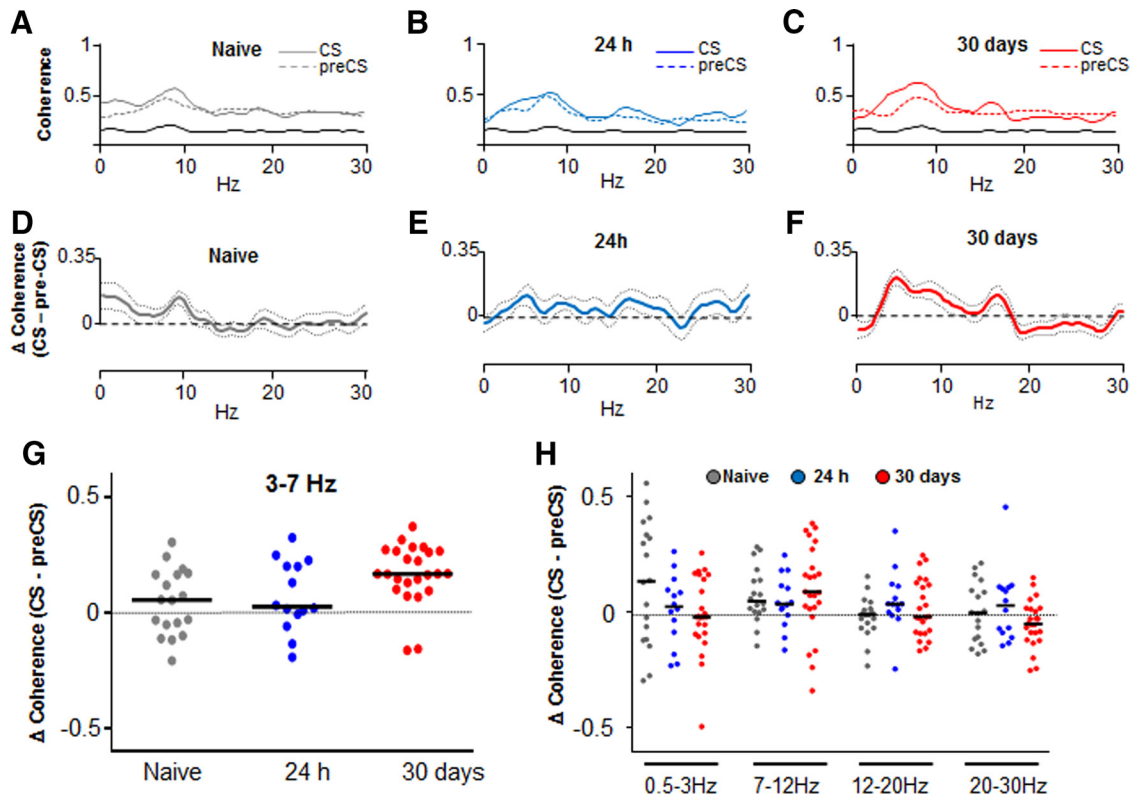 A
Naive
CS
preCS
Coherence
1
0.5
0
10
20
30
Hz
B
24 h
CS
preCS
1
0.5
0
10
20
30
Hz
C
30 days
CS
preCS
1
0.5
0
10
20
30
Hz
D
Naive
Δ Coherence
(CS – pre-CS)
0.35
0
0
10
20
30
Hz
E
24h
0.35
0
0
10
20
30
Hz
F
30 days
0.35
0
0
10
20
30
Hz
G
3-7 Hz
Δ Coherence (CS - preCS)
0.5
0
-0.5
Naive
24 h
30 days
H
Naive
24 h
30 days
Δ Coherence (CS - preCS)
0.5
0
-0.5
0.5-3Hz
7-12Hz
12-20Hz
20-30Hz